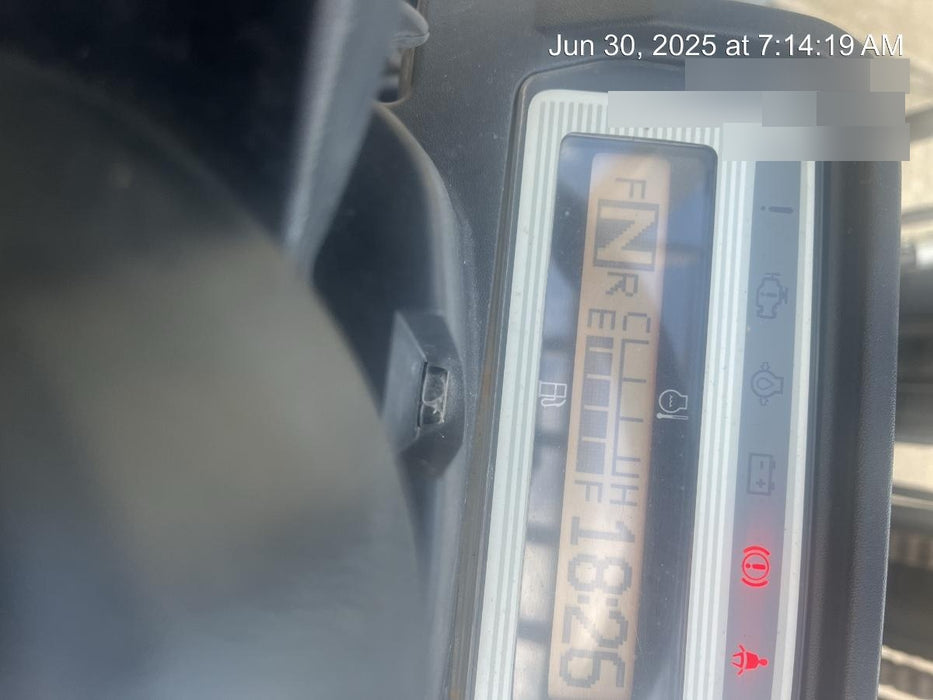 Jun 30, 2025 at 7:14:19 AM
F N R C H
E F 18:26